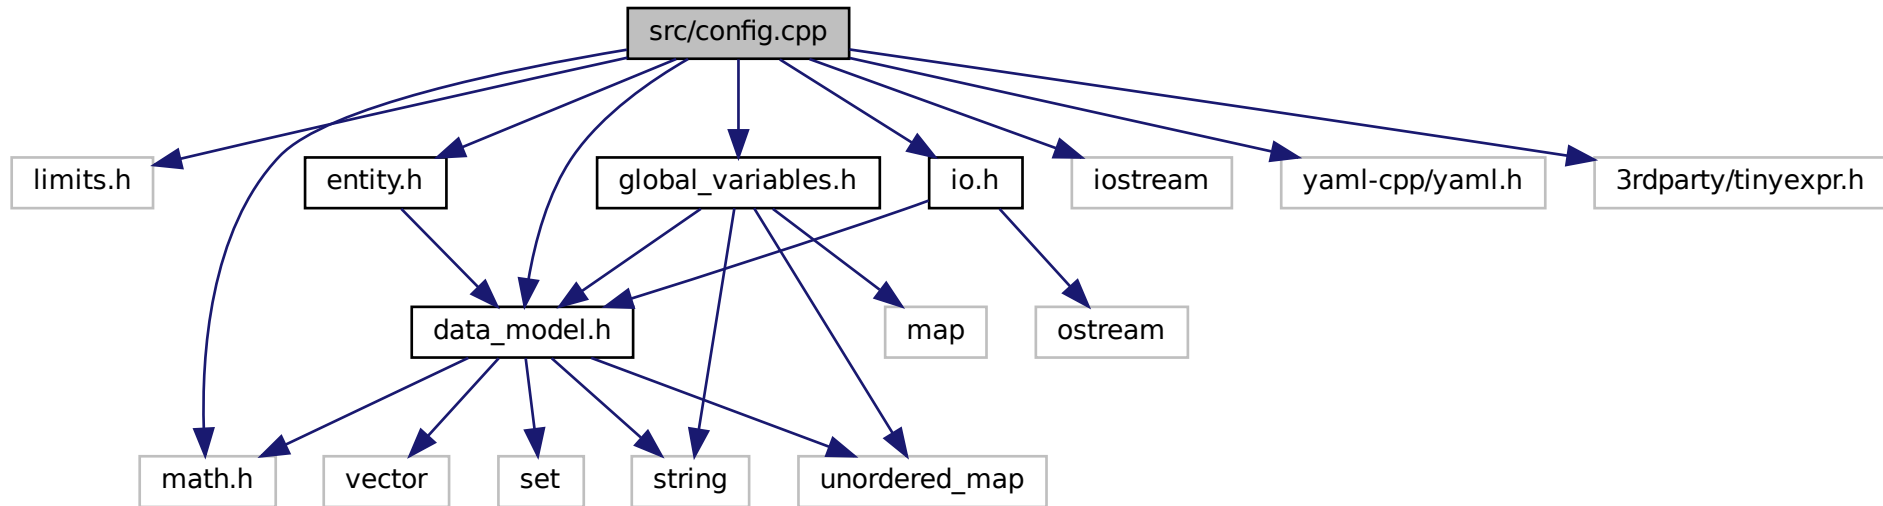 src/config.cpp
limits.h
entity.h
global_variables.h
io.h
iostream
yaml-cpp/yaml.h
3rdparty/tinyexpr.h
data_model.h
map
ostream
math.h
vector
set
string
unordered_map